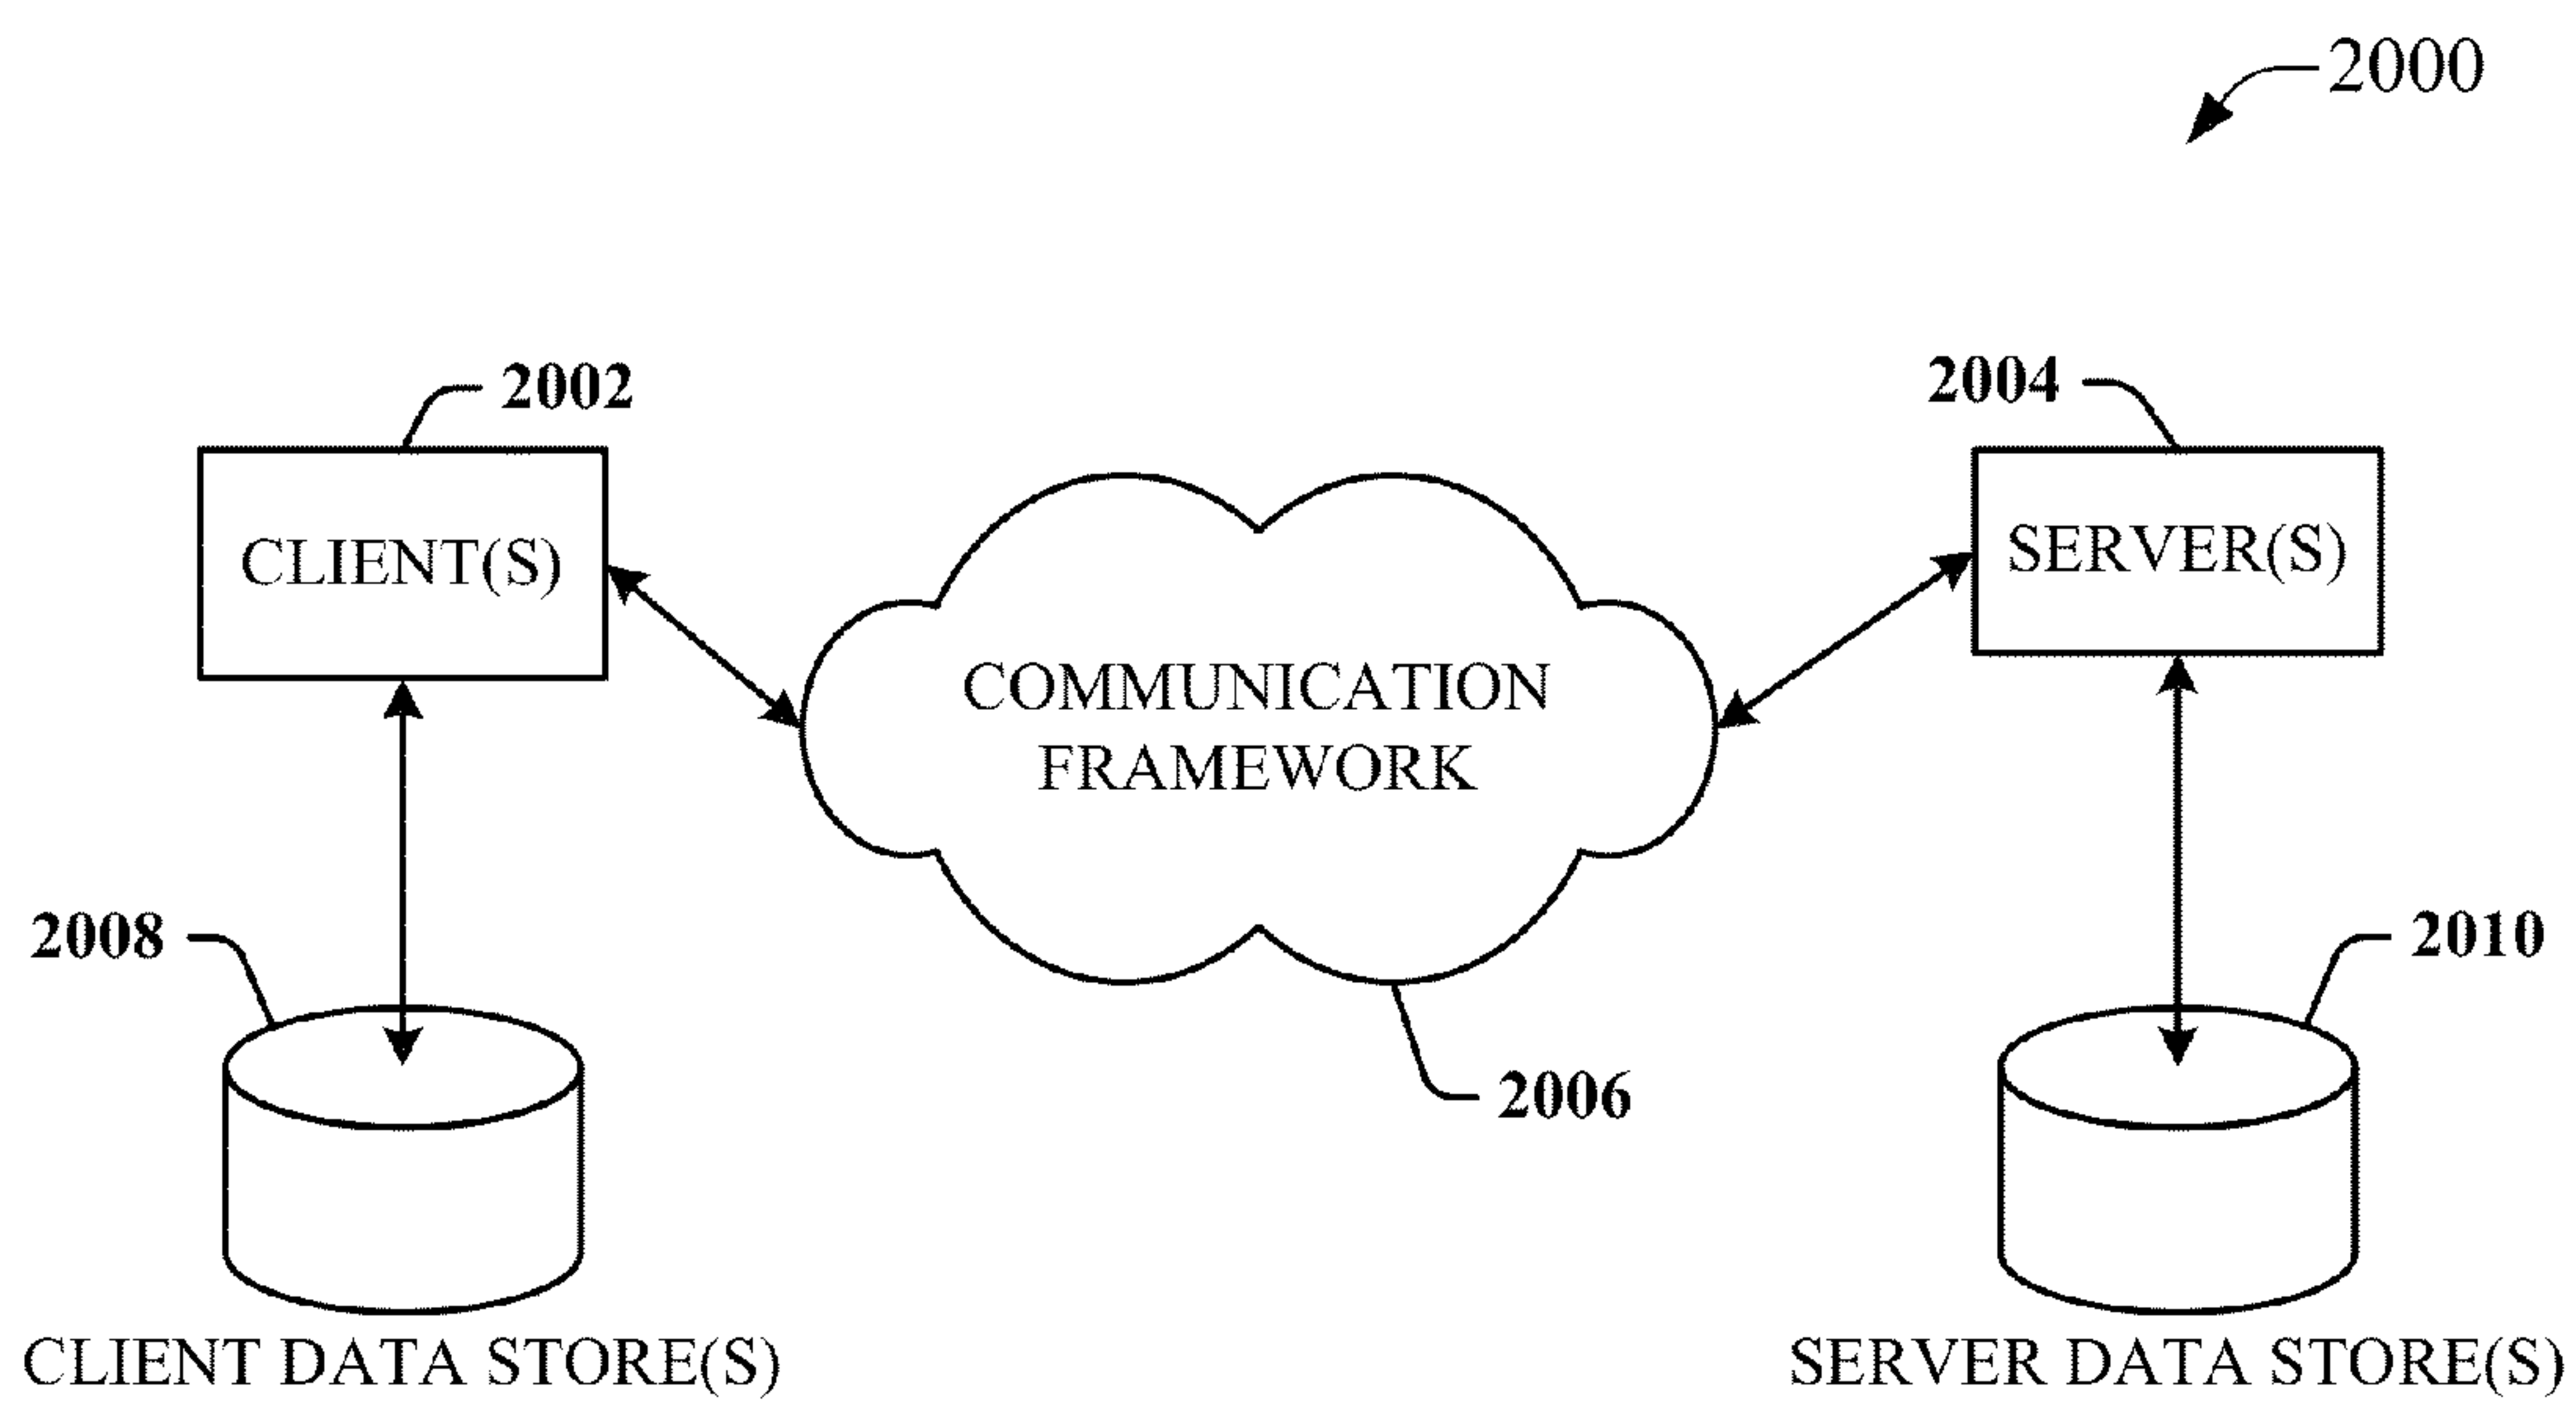 2000
2002
2004
CLIENT(S)
SERVER(S)
COMMUNICATION
FRAMEWORK
2008
2010
2006
CLIENT DATA STORE(S)
SERVER DATA STORE(S)